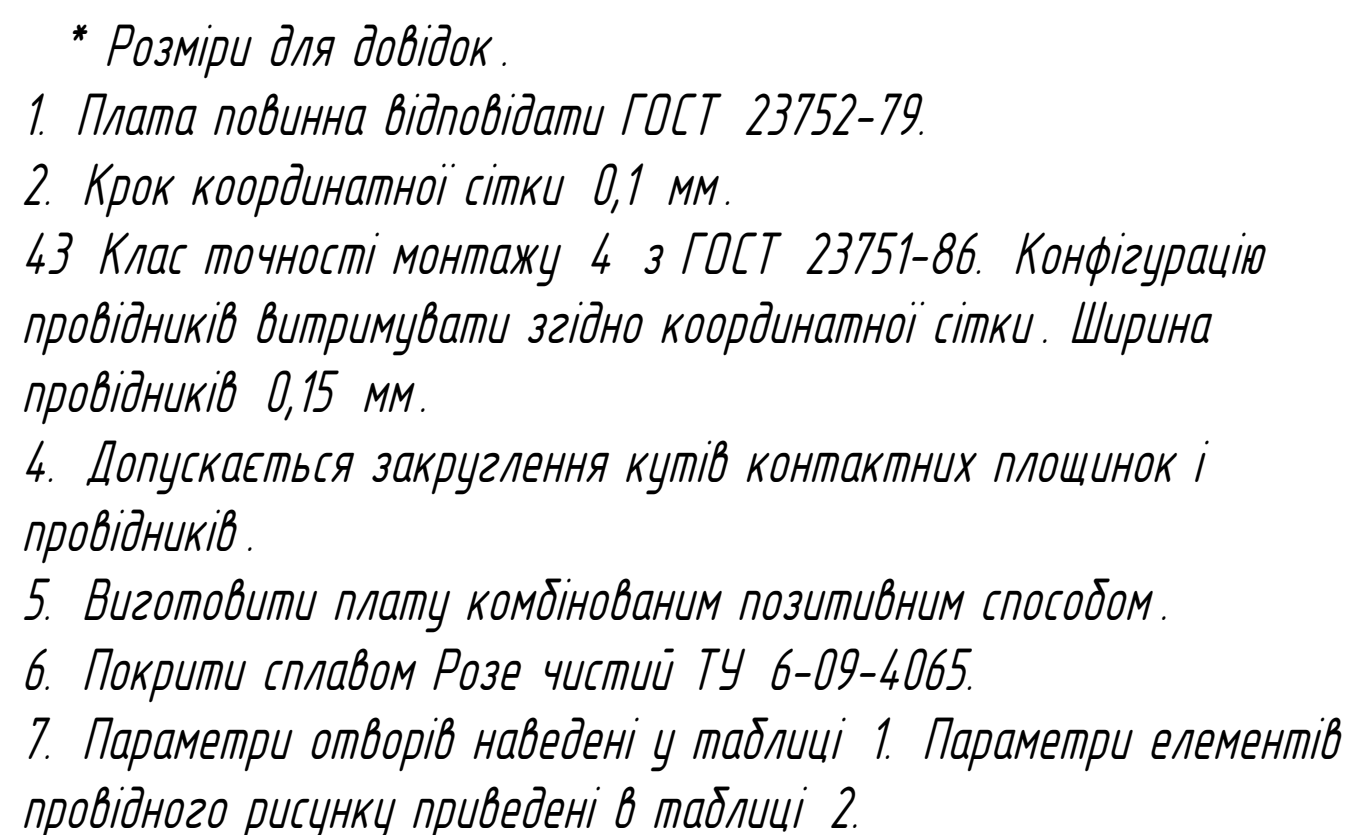 * Розміри для довідок.
1. Плата повинна відповідати ГОСТ 23752-79.
2. Крок координатної сітки 0,1 мм.
43 Клас точності монтажу 4 з ГОСТ 23751-86. Конфігурацію
провідників витримувати згідно координатної сітки. Ширина
провідників 0,15 мм.
4. Допускається закруглення кутів контактних площинок і
провідників.
5. Виготовити плату комбінованим позитивним способом.
6. Покрити сплавом Розе чистий ТУ 6-09-4065.
7. Параметри отворів наведені у таблиці 1. Параметри елементів
провідного рисунку приведені в таблиці 2.